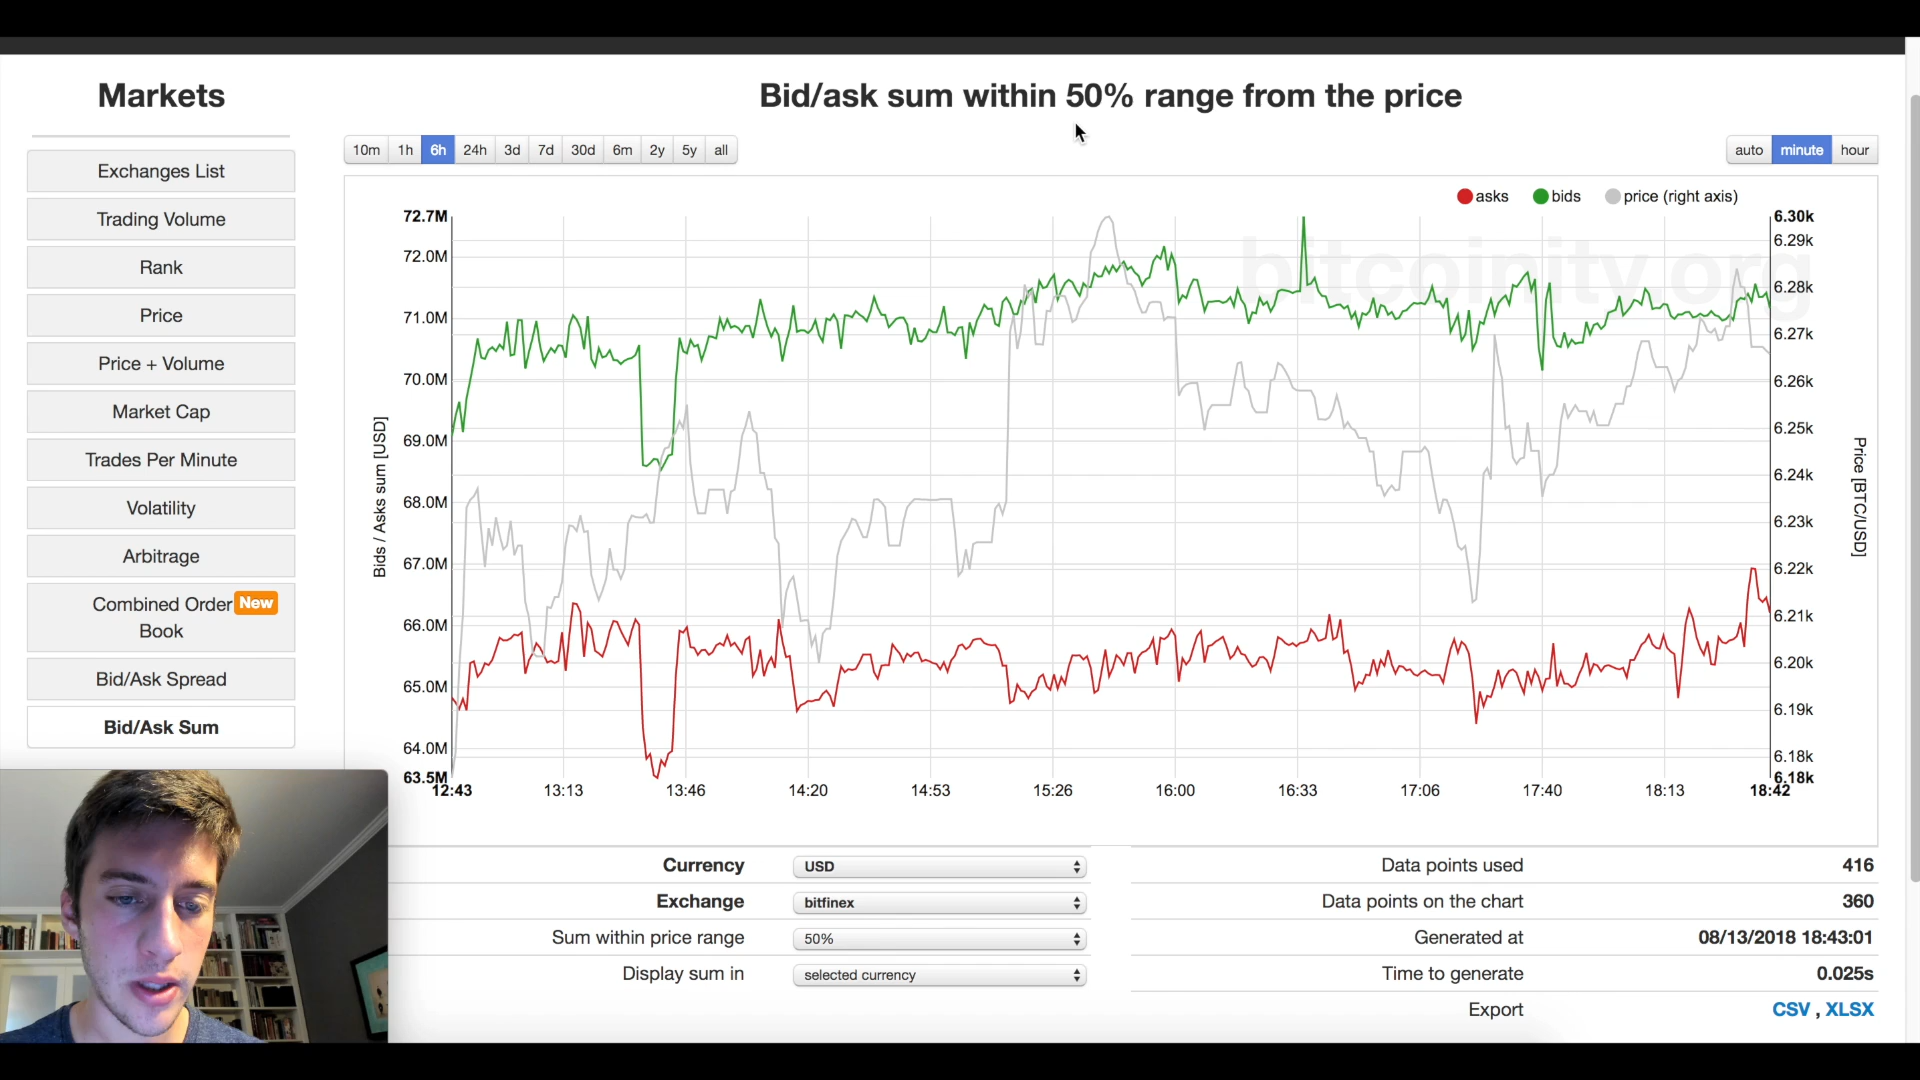 Markets
Bid/ask sum within 50% range from the price
10m 1h 6h 24h 3d 7d 30d 6m 2y 5y all
auto minute hour
Exchanges List
Trading Volume
Rank
Price
Price + Volume
Market Cap
Trades Per Minute
Volatility
Arbitrage
Combined Order Book New
Bid/Ask Spread
Bid/Ask Sum
asks bids price (right axis)
bitcoinity.org
72.7M
72.0M
71.0M
70.0M
69.0M
68.0M
67.0M
66.0M
65.0M
64.0M
63.5M
Bids / Asks sum [USD]
6.30k
6.29k
6.28k
6.27k
6.26k
6.25k
6.24k
6.23k
6.22k
6.21k
6.20k
6.19k
6.18k
6.18k
Price [BTC/USD]
12:43 13:13 13:46 14:20 14:53 15:26 16:00 16:33 17:06 17:40 18:13 18:42
Currency USD
Exchange bitfinex
Sum within price range 50%
Display sum in selected currency
Data points used 416
Data points on the chart 360
Generated at 08/13/2018 18:43:01
Time to generate 0.025s
Export CSV , XLSX